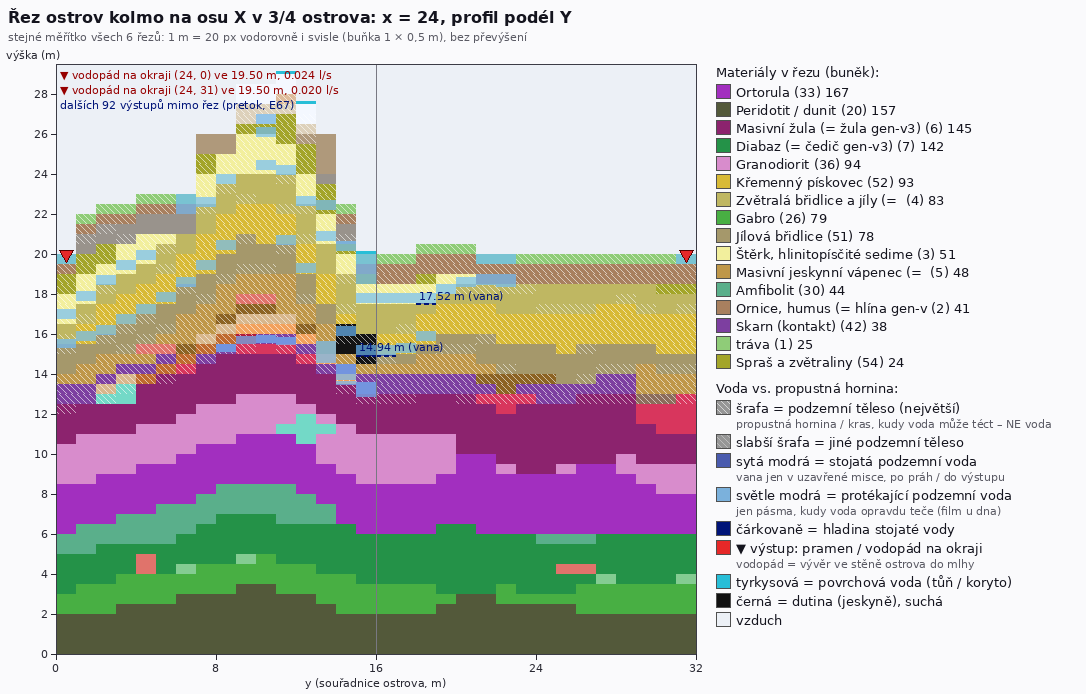 Řez ostrov kolmo na osu X v 3/4 ostrova: x = 24, profil podél Y
stejné měřítko všech 6 řezů: 1 m = 20 px vodorovně i svisle (buňka 1 × 0,5 m), bez převýšení
výška (m)
▼ vodopád na okraji (24, 0) ve 19.50 m, 0.024 l/s
▼ vodopád na okraji (24, 31) ve 19.50 m, 0.020 l/s
dalších 92 výstupů mimo řez (pretok, E67)
28
26
24
22
20
18
16
14
12
10
8
6
4
2
0
17.52 m (vana)
14.94 m (vana)
0
8
16
24
32
y (souřadnice ostrova, m)
Materiály v řezu (buněk):
Ortorula (33) 167
Peridotit / dunit (20) 157
Masivní žula (= žula gen-v3) (6) 145
Diabaz (= čedič gen-v3) (7) 142
Granodiorit (36) 94
Křemenný pískovec (52) 93
Zvětralá břidlice a jíly (= (4) 83
Gabro (26) 79
Jílová břidlice (51) 78
Štěrk, hlinitopísčité sedime (3) 51
Masivní jeskynní vápenec (= (5) 48
Amfibolit (30) 44
Ornice, humus (= hlína gen-v (2) 41
Skarn (kontakt) (42) 38
tráva (1) 25
Spraš a zvětraliny (54) 24
Voda vs. propustná hornina:
šrafa = podzemní těleso (největší)
propustná hornina / kras, kudy voda může téct – NE voda
slabší šrafa = jiné podzemní těleso
sytá modrá = stojatá podzemní voda
vana jen v uzavřené misce, po práh / do výstupu
světle modrá = protékající podzemní voda
jen pásma, kudy voda opravdu teče (film u dna)
čárkovaně = hladina stojaté vody
▼ výstup: pramen / vodopád na okraji
vodopád = vývěr ve stěně ostrova do mlhy
tyrkysová = povrchová voda (tůň / koryto)
černá = dutina (jeskyně), suchá
vzduch